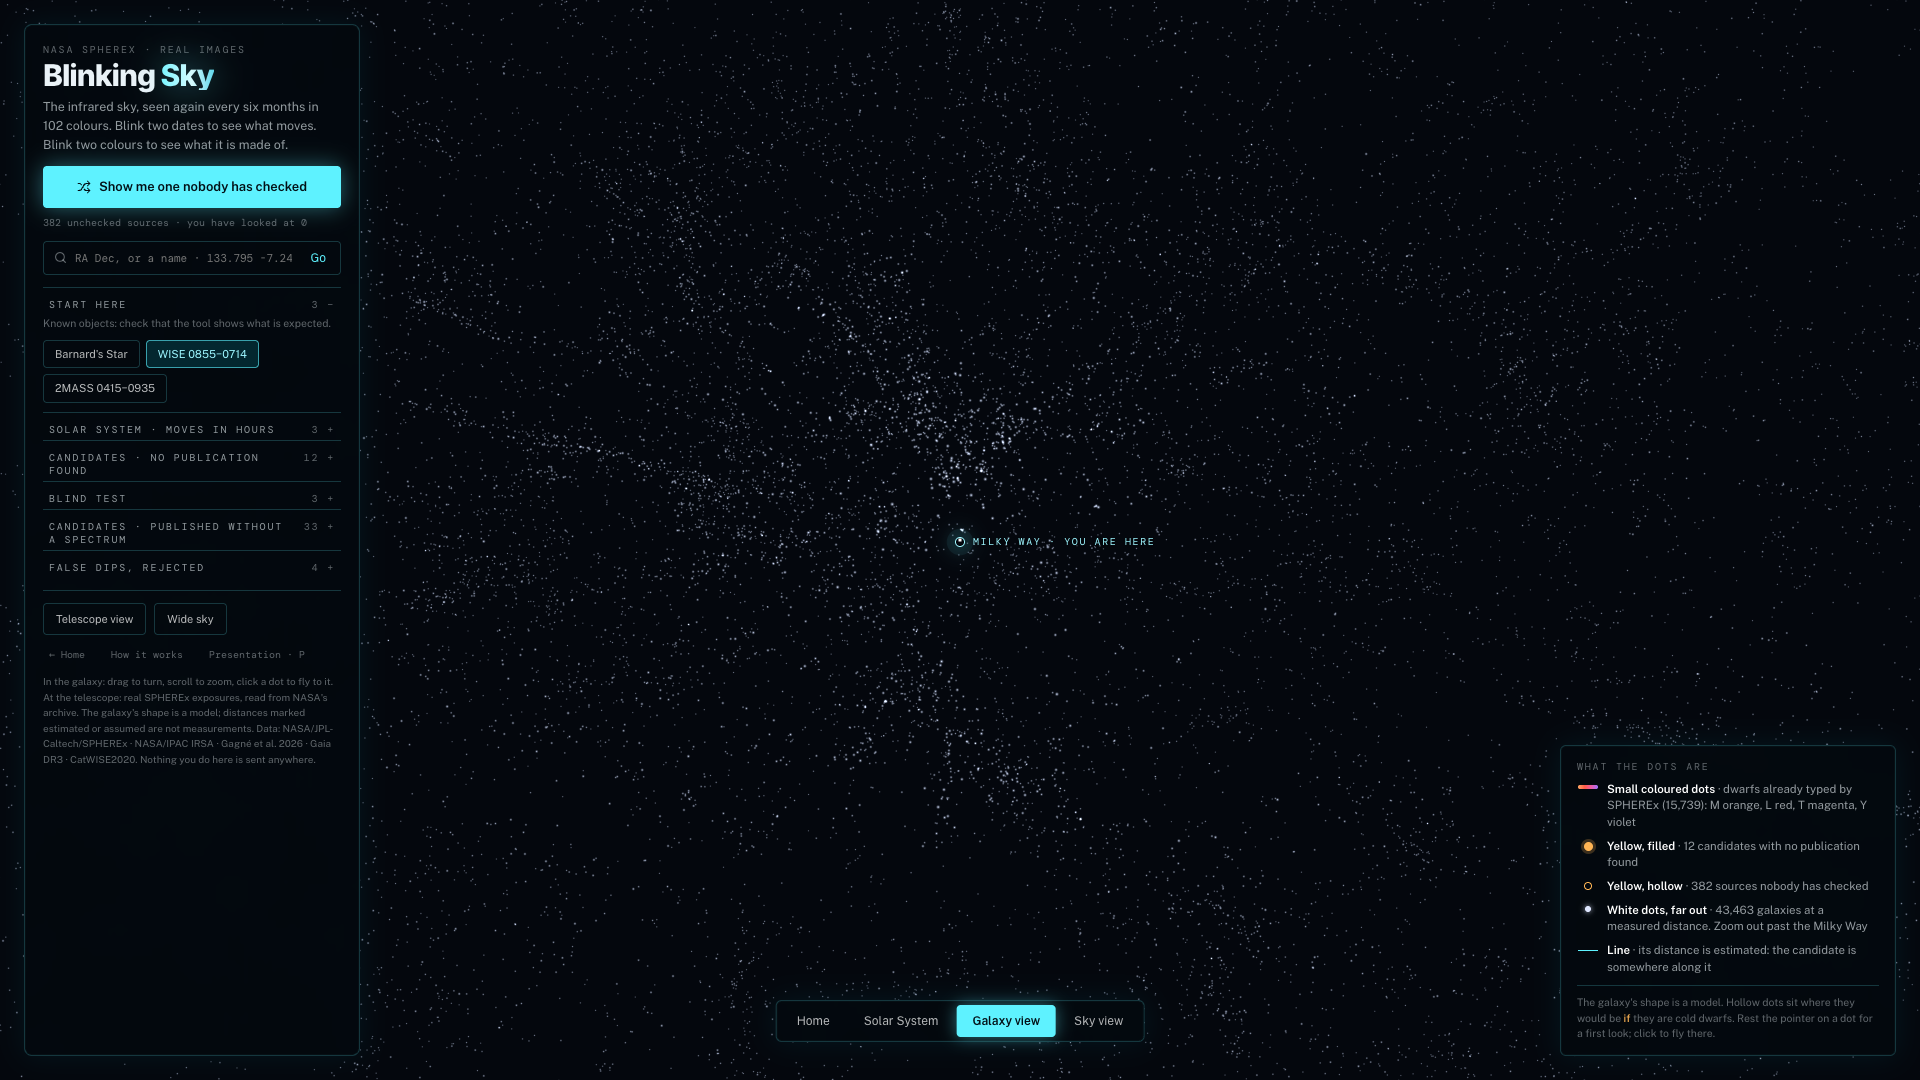 NASA SPHEREX · REAL IMAGES
Blinking Sky
The infrared sky, seen again every six months in
102 colours. Blink two dates to see what moves.
Blink two colours to see what it is made of.
Show me one nobody has checked
382 unchecked sources · you have looked at 0
RA Dec, or a name · 133.795 -7.24
Go
START HERE 3 −
Known objects: check that the tool shows what is expected.
Barnard's Star
WISE 0855−0714
2MASS 0415−0935
SOLAR SYSTEM · MOVES IN HOURS 3 +
CANDIDATES · NO PUBLICATION
FOUND 12 +
BLIND TEST 3 +
CANDIDATES · PUBLISHED WITHOUT
A SPECTRUM 33 +
FALSE DIPS, REJECTED 4 +
Telescope view
Wide sky
← Home
How it works
Presentation · P
In the galaxy: drag to turn, scroll to zoom, click a dot to fly to it.
At the telescope: real SPHEREx exposures, read from NASA's
archive. The galaxy's shape is a model; distances marked
estimated or assumed are not measurements. Data: NASA/JPL-
Caltech/SPHEREx · NASA/IPAC IRSA · Gagné et al. 2026 · Gaia
DR3 · CatWISE2020. Nothing you do here is sent anywhere.
MILKY WAY · YOU ARE HERE
Home
Solar System
Galaxy view
Sky view
WHAT THE DOTS ARE
Small coloured dots · dwarfs already typed by
SPHEREx (15,739): M orange, L red, T magenta, Y
violet
Yellow, filled · 12 candidates with no publication
found
Yellow, hollow · 382 sources nobody has checked
White dots, far out · 43,463 galaxies at a
measured distance. Zoom out past the Milky Way
Line · its distance is estimated: the candidate is
somewhere along it
The galaxy's shape is a model. Hollow dots sit where they
would be if they are cold dwarfs. Rest the pointer on a dot for
a first look; click to fly there.